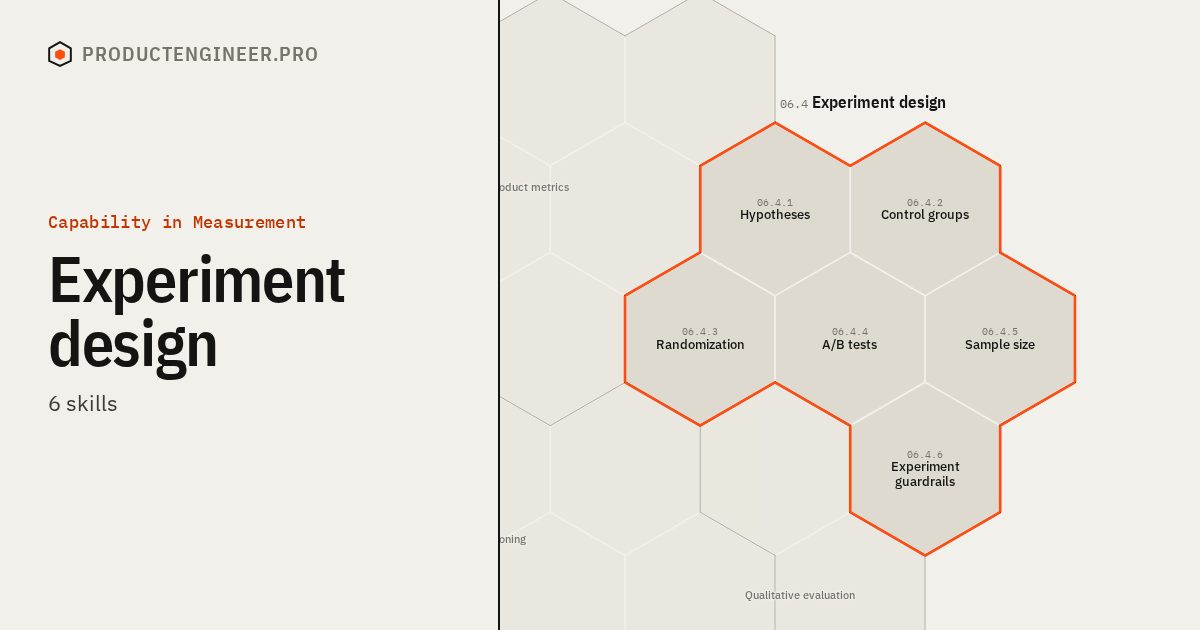 PRODUCTENGINEER.PRO
Capability in Measurement
Experiment
design
6 skills
06.4 Experiment design
oduct metrics
06.4.1
Hypotheses
06.4.2
Control groups
06.4.3
Randomization
06.4.4
A/B tests
06.4.5
Sample size
06.4.6
Experiment
guardrails
oning
Qualitative evaluation